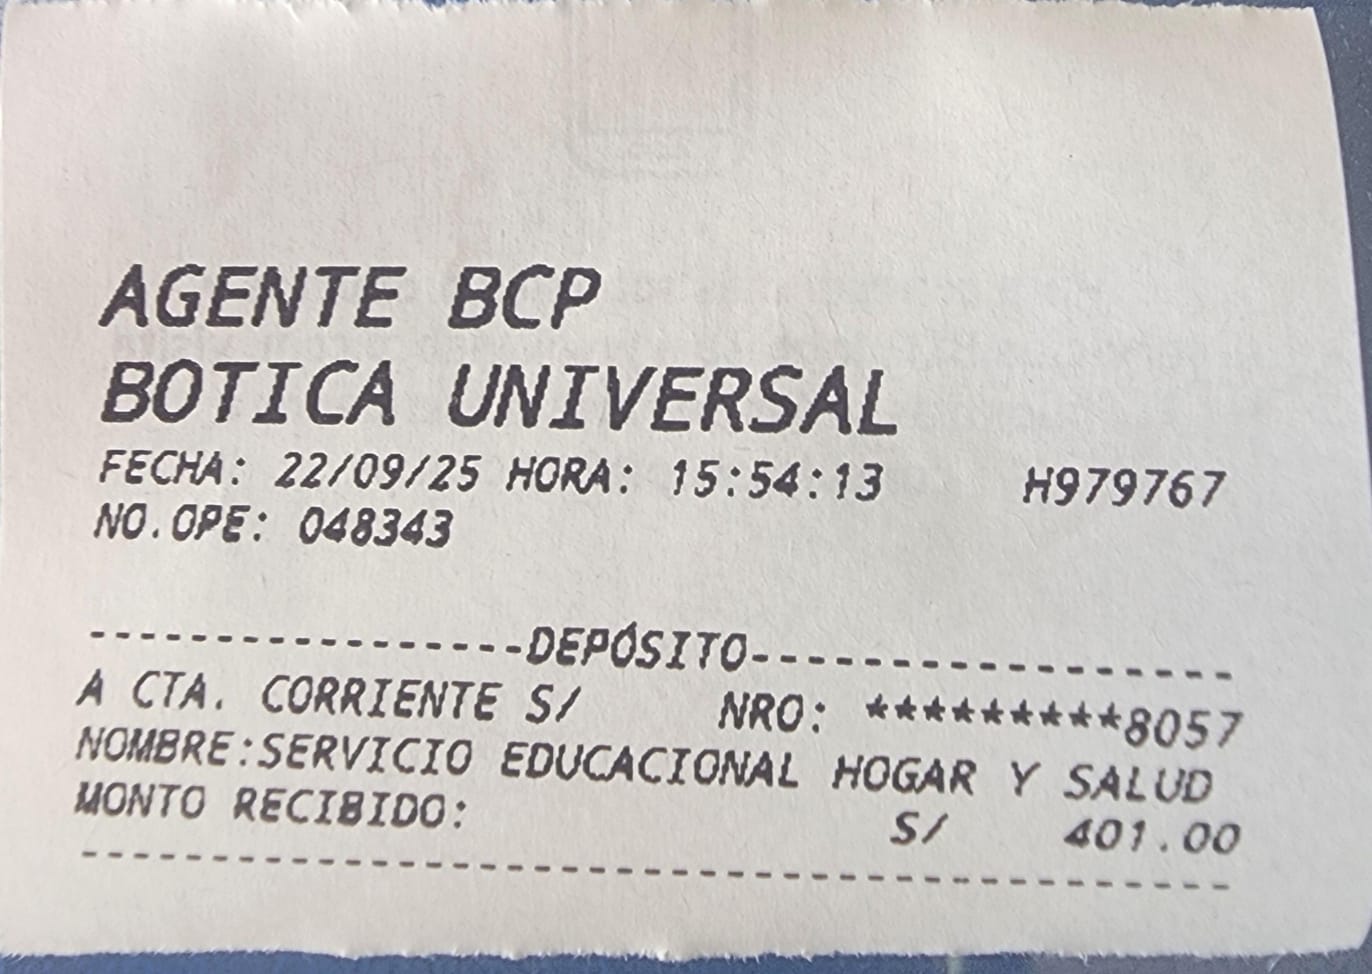 AGENTE BCP
BOTICA UNIVERSAL
FECHA: 22/09/25 HORA: 15:54:13 H979767
NO.OPE: 048343
------------------DEPÓSITO------------------
A CTA. CORRIENTE S/ NRO: *********8057
NOMBRE:SERVICIO EDUCACIONAL HOGAR Y SALUD
MONTO RECIBIDO: S/ 401.00
--------------------------------------------